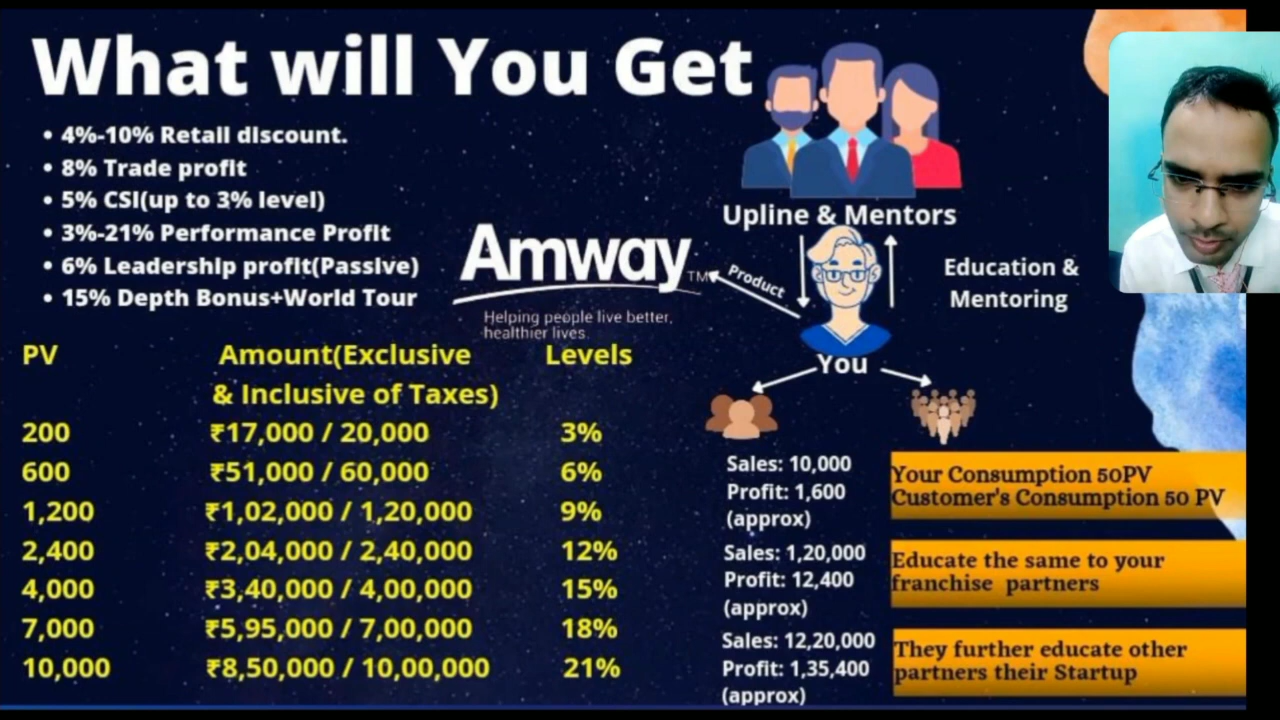 What will You Get
• 4%-10% Retail discount.
• 8% Trade profit
• 5% CSI(up to 3% level)
• 3%-21% Performance Profit
• 6% Leadership profit(Passive)
• 15% Depth Bonus+World Tour
Amway TM
Helping people live better,
healthier lives.
Upline & Mentors
Product
Education &
Mentoring
You
PV Amount(Exclusive Levels
& Inclusive of Taxes)
200 ₹17,000 / 20,000 3%
600 ₹51,000 / 60,000 6%
1,200 ₹1,02,000 / 1,20,000 9%
2,400 ₹2,04,000 / 2,40,000 12%
4,000 ₹3,40,000 / 4,00,000 15%
7,000 ₹5,95,000 / 7,00,000 18%
10,000 ₹8,50,000 / 10,00,000 21%
Sales: 10,000
Profit: 1,600
(approx)
Your Consumption 50PV
Customer's Consumption 50 PV
Sales: 1,20,000
Profit: 12,400
(approx)
Educate the same to your
franchise partners
Sales: 12,20,000
Profit: 1,35,400
(approx)
They further educate other
partners their Startup